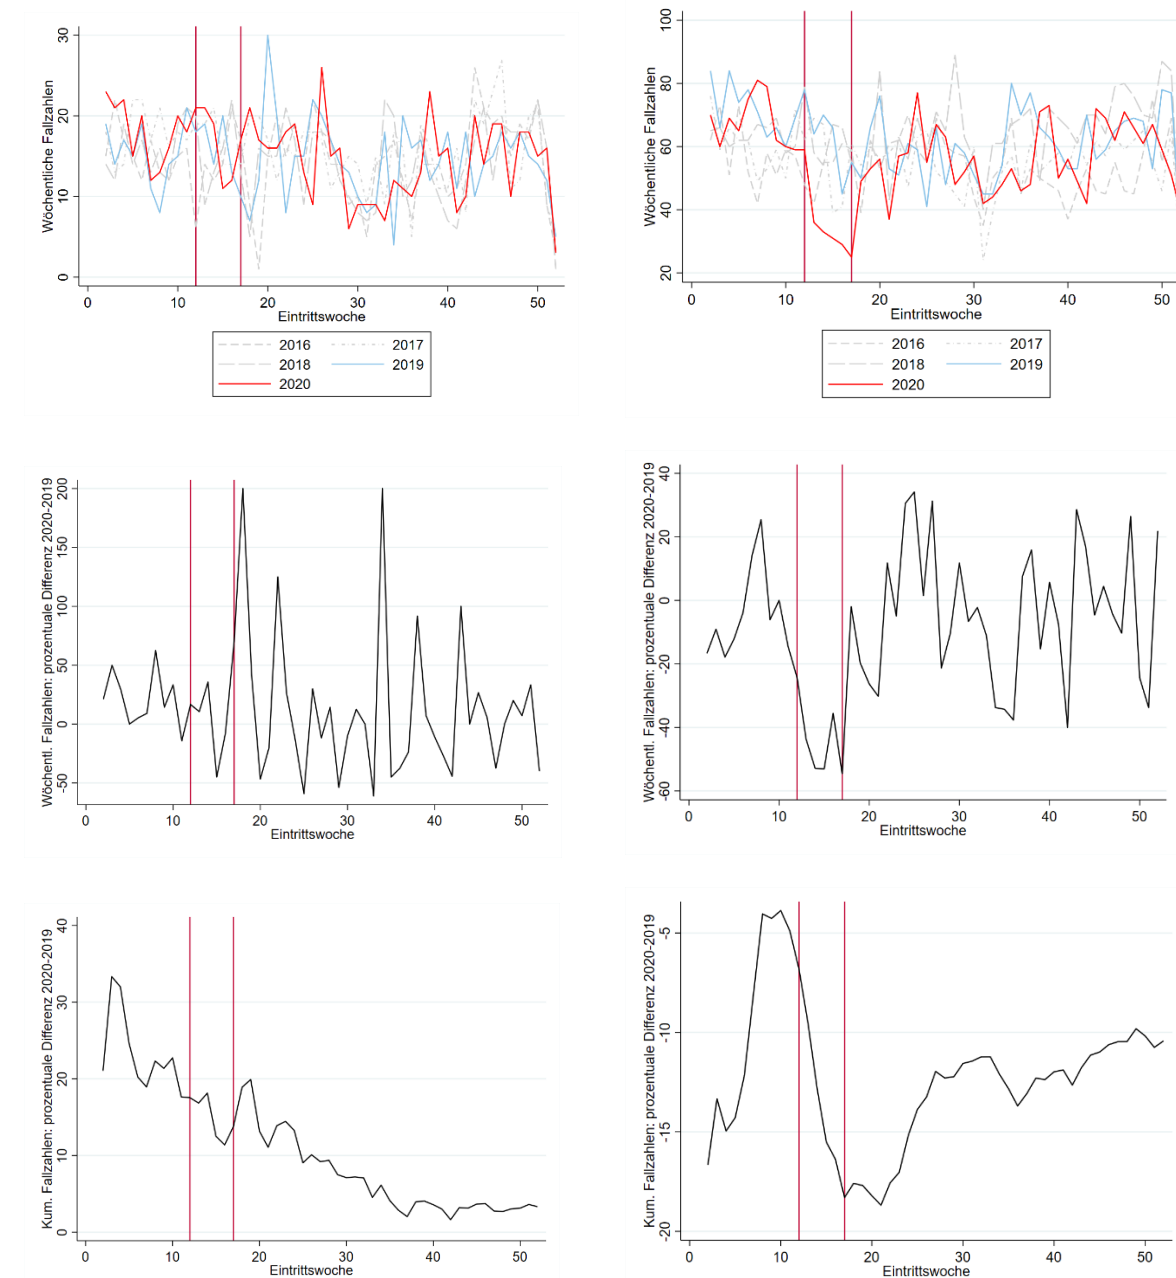 Wöchentliche Fallzahlen
30
20
10
0
0 10 20 30 40 50
Eintrittswoche
2016 2017
2018 2019
2020
Wöchentliche Fallzahlen
100
80
60
40
20
0 10 20 30 40 50
Eintrittswoche
2016 2017
2018 2019
2020
Wöchentl. Fallzahlen: prozentuale Differenz 2020-2019
200
150
100
50
0
-50
0 10 20 30 40 50
Eintrittswoche
Wöchentl. Fallzahlen: prozentuale Differenz 2020-2019
40
20
0
-20
-40
-60
0 10 20 30 40 50
Eintrittswoche
Kum. Fallzahlen: prozentuale Differenz 2020-2019
40
30
20
10
0
0 10 20 30 40 50
Eintrittswoche
Kum. Fallzahlen: prozentuale Differenz 2020-2019
-5
-10
-15
-20
0 10 20 30 40 50
Eintrittswoche